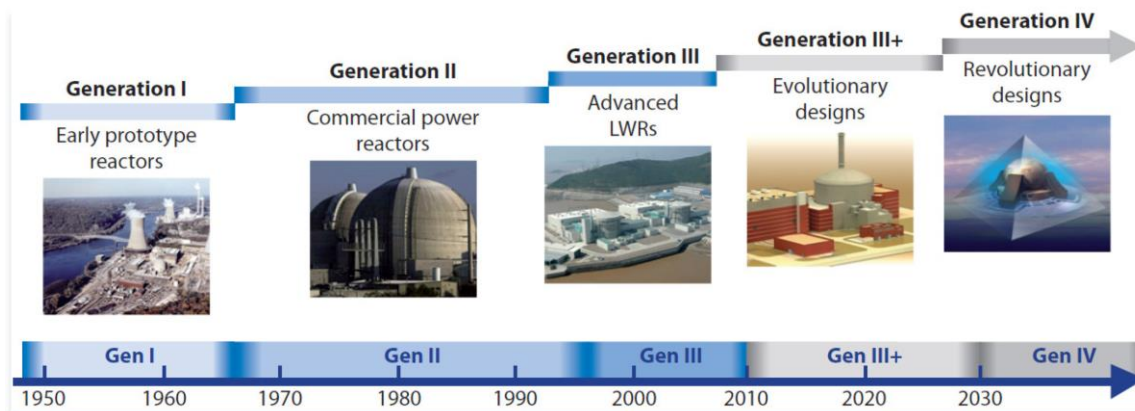 Generation I
Early prototype
reactors
Generation II
Commercial power
reactors
Generation III
Advanced
LWRs
Generation III+
Evolutionary
designs
Generation IV
Revolutionary
designs
Gen I
Gen II
Gen III
Gen III+
Gen IV
1950
1960
1970
1980
1990
2000
2010
2020
2030